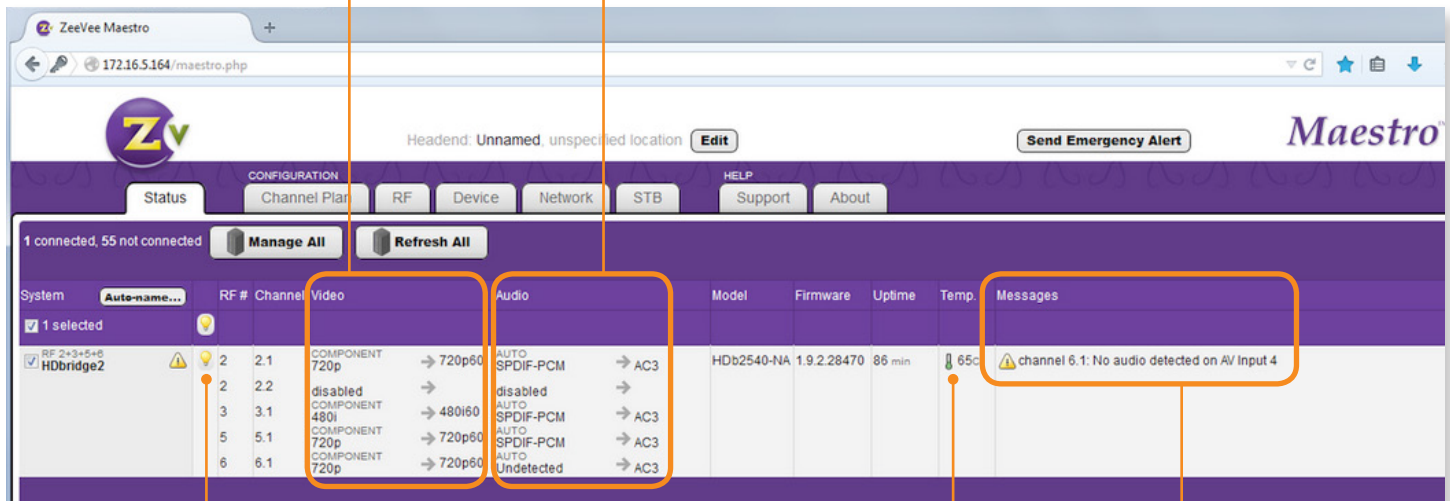 ZeeVee Maestro
+
172.16.5.164/maestro.php
Zv
Headend: Unnamed, unspecified location Edit
Send Emergency Alert
Maestro
CONFIGURATION
HELP
Status Channel Plan RF Device Network STB Support About
1 connected, 55 not connected Manage All Refresh All
System Auto-name... RF # Channel Video Audio Model Firmware Uptime Temp. Messages
1 selected
RF 2+3+5+6
HDbridge2 2 2.1 COMPONENT 720p → 720p60 AUTO SPDIF-PCM → AC3 HDb2540-NA 1.9.2.28470 86 min 65c channel 6.1: No audio detected on AV Input 4
2 2.2 disabled → disabled →
3 3.1 COMPONENT 480i → 480i60 AUTO SPDIF-PCM → AC3
5 5.1 COMPONENT 720p → 720p60 AUTO SPDIF-PCM → AC3
6 6.1 COMPONENT 720p → 720p60 AUTO Undetected → AC3